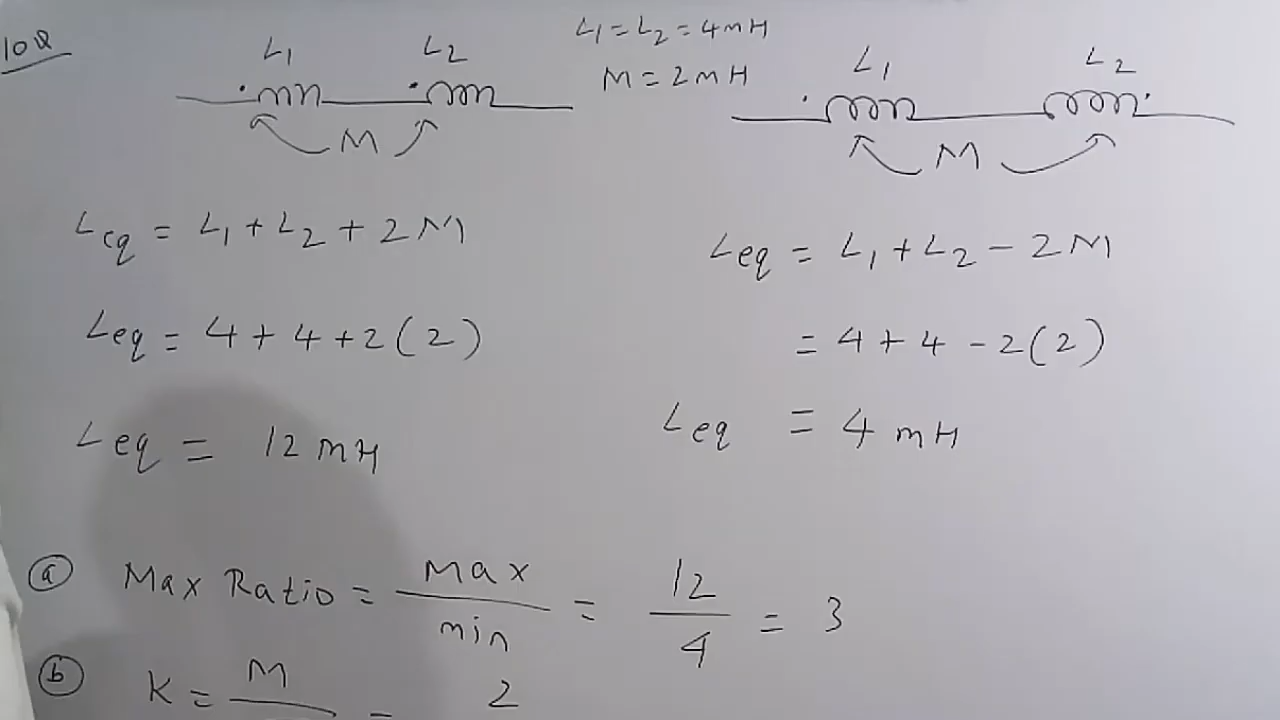 10Q
L1 L2
M
L1 = L2 = 4mH
M = 2mH
L1 L2
M
Leq = L1 + L2 + 2M
Leq = 4 + 4 + 2(2)
Leq = 12 mH
Leq = L1 + L2 - 2M
= 4 + 4 - 2(2)
Leq = 4 mH
(a) Max Ratio = Max / min = 12 / 4 = 3
(b) K = M / = 2